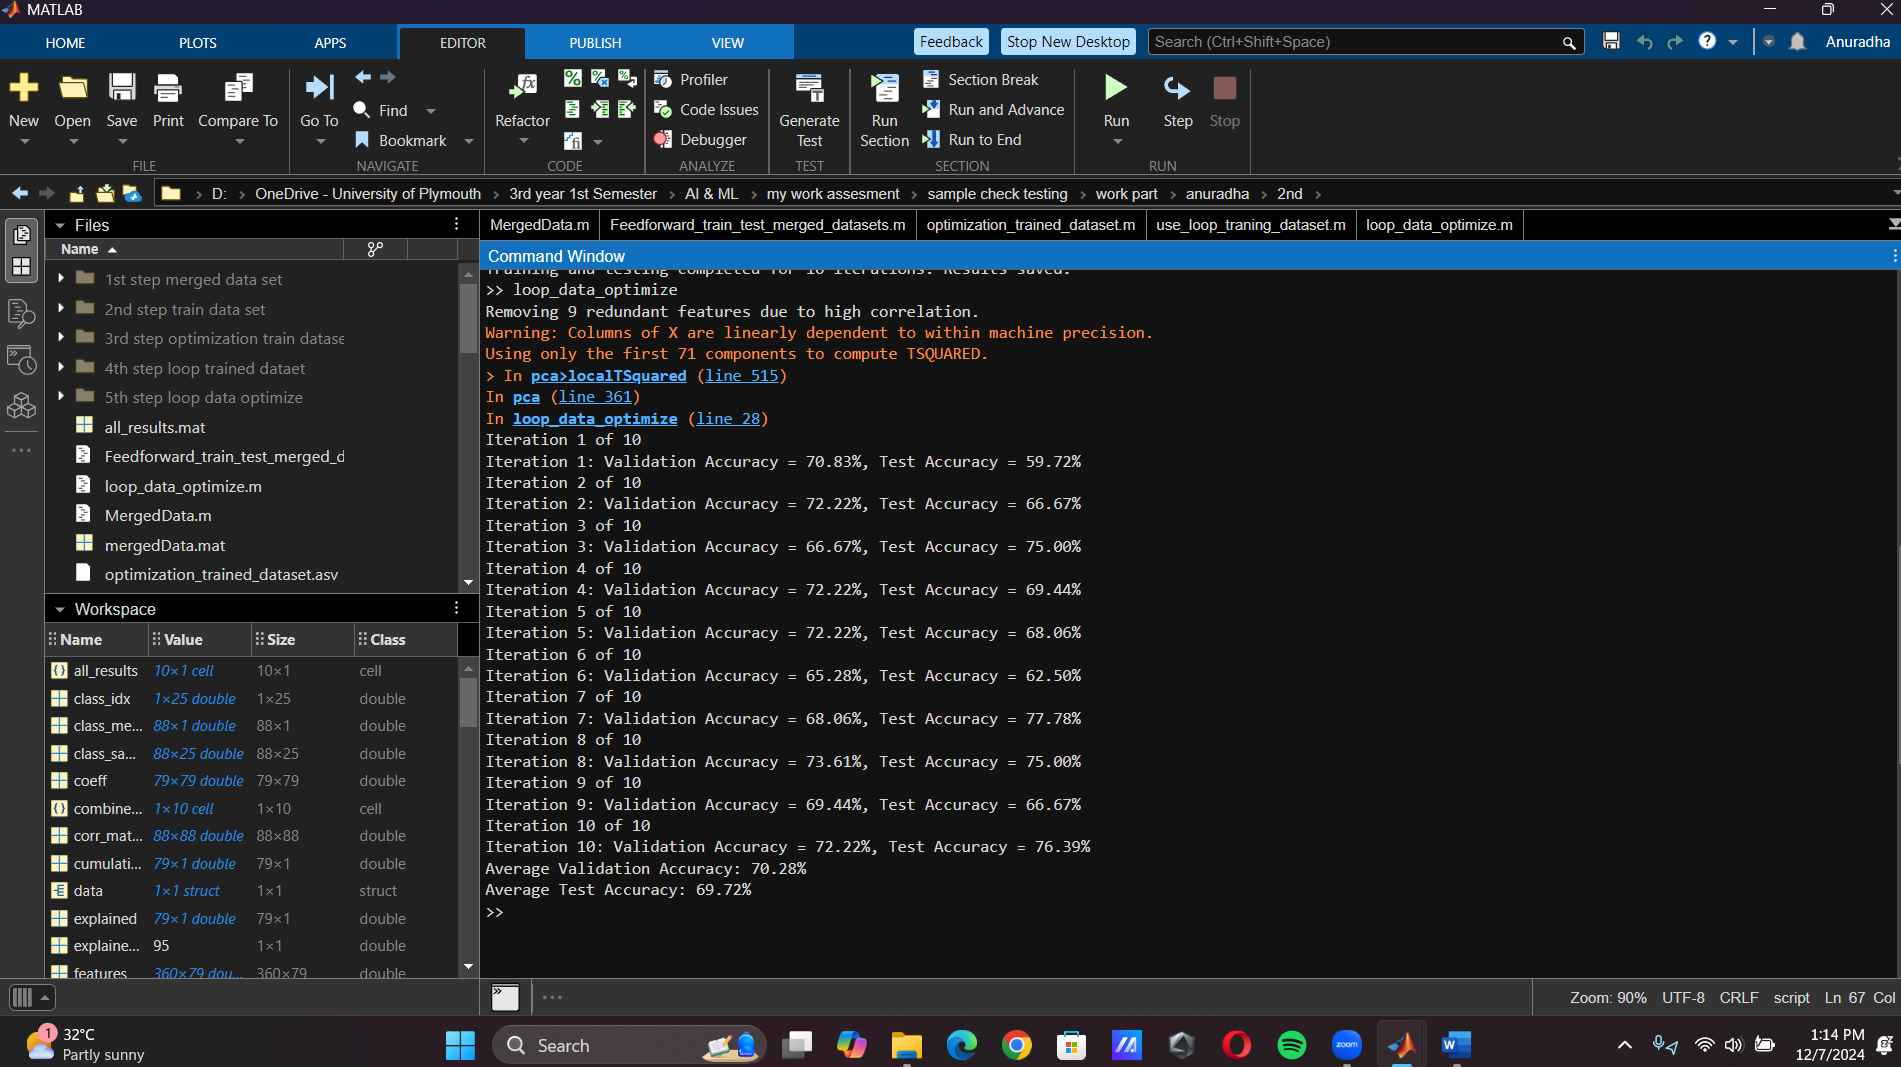 MATLAB
HOME PLOTS APPS EDITOR PUBLISH VIEW Feedback Stop New Desktop Search (Ctrl+Shift+Space) Anuradha
New Open Save Print Compare To
FILE
Go To Find Bookmark
NAVIGATE
Refactor
CODE
Profiler
Code Issues
Debugger
ANALYZE
Generate Test
TEST
Run Section
Section Break
Run and Advance
Run to End
SECTION
Run Step Stop
RUN
D: OneDrive - University of Plymouth 3rd year 1st Semester AI & ML my work assesment sample check testing work part anuradha 2nd
Files
Name
1st step merged data set
2nd step train data set
3rd step optimization train datase
4th step loop trained dataet
5th step loop data optimize
all_results.mat
Feedforward_train_test_merged_d
loop_data_optimize.m
MergedData.m
mergedData.mat
optimization_trained_dataset.asv
Workspace
Name Value Size Class
all_results 10×1 cell 10×1 cell
class_idx 1×25 double 1×25 double
class_me... 88×1 double 88×1 double
class_sa... 88×25 double 88×25 double
coeff 79×79 double 79×79 double
combine... 1×10 cell 1×10 cell
corr_mat... 88×88 double 88×88 double
cumulati... 79×1 double 79×1 double
data 1×1 struct 1×1 struct
explained 79×1 double 79×1 double
explaine... 95 1×1 double
features 360×79 dou... 360×79 double
MergedData.m Feedforward_train_test_merged_datasets.m optimization_trained_dataset.m use_loop_traning_dataset.m loop_data_optimize.m
Command Window
Training and testing completed for 10 iterations. Results saved.
>> loop_data_optimize
Removing 9 redundant features due to high correlation.
Warning: Columns of X are linearly dependent to within machine precision.
Using only the first 71 components to compute TSQUARED.
> In pca>localTSquared (line 515)
In pca (line 361)
In loop_data_optimize (line 28)
Iteration 1 of 10
Iteration 1: Validation Accuracy = 70.83%, Test Accuracy = 59.72%
Iteration 2 of 10
Iteration 2: Validation Accuracy = 72.22%, Test Accuracy = 66.67%
Iteration 3 of 10
Iteration 3: Validation Accuracy = 66.67%, Test Accuracy = 75.00%
Iteration 4 of 10
Iteration 4: Validation Accuracy = 72.22%, Test Accuracy = 69.44%
Iteration 5 of 10
Iteration 5: Validation Accuracy = 72.22%, Test Accuracy = 68.06%
Iteration 6 of 10
Iteration 6: Validation Accuracy = 65.28%, Test Accuracy = 62.50%
Iteration 7 of 10
Iteration 7: Validation Accuracy = 68.06%, Test Accuracy = 77.78%
Iteration 8 of 10
Iteration 8: Validation Accuracy = 73.61%, Test Accuracy = 75.00%
Iteration 9 of 10
Iteration 9: Validation Accuracy = 69.44%, Test Accuracy = 66.67%
Iteration 10 of 10
Iteration 10: Validation Accuracy = 72.22%, Test Accuracy = 76.39%
Average Validation Accuracy: 70.28%
Average Test Accuracy: 69.72%
>>
Zoom: 90% UTF-8 CRLF script Ln 67 Col
1
32°C
Partly sunny
Search
zoom
W
1:14 PM
12/7/2024